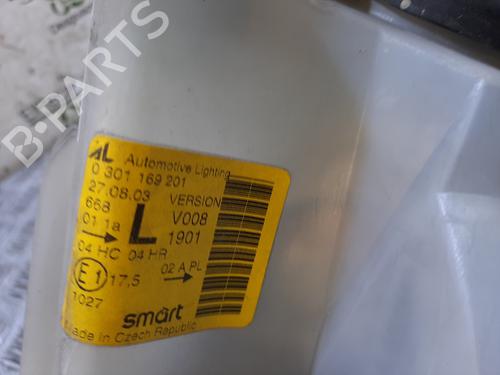 B-PARTS
AL Automotive Lighting
0 301 169 201
27.08.03 VERSION
658 V008
.01 1a L 1901
04 HC 04 HR
E1 17,5 02 A PL
1027
smart
Made in Czech Republic